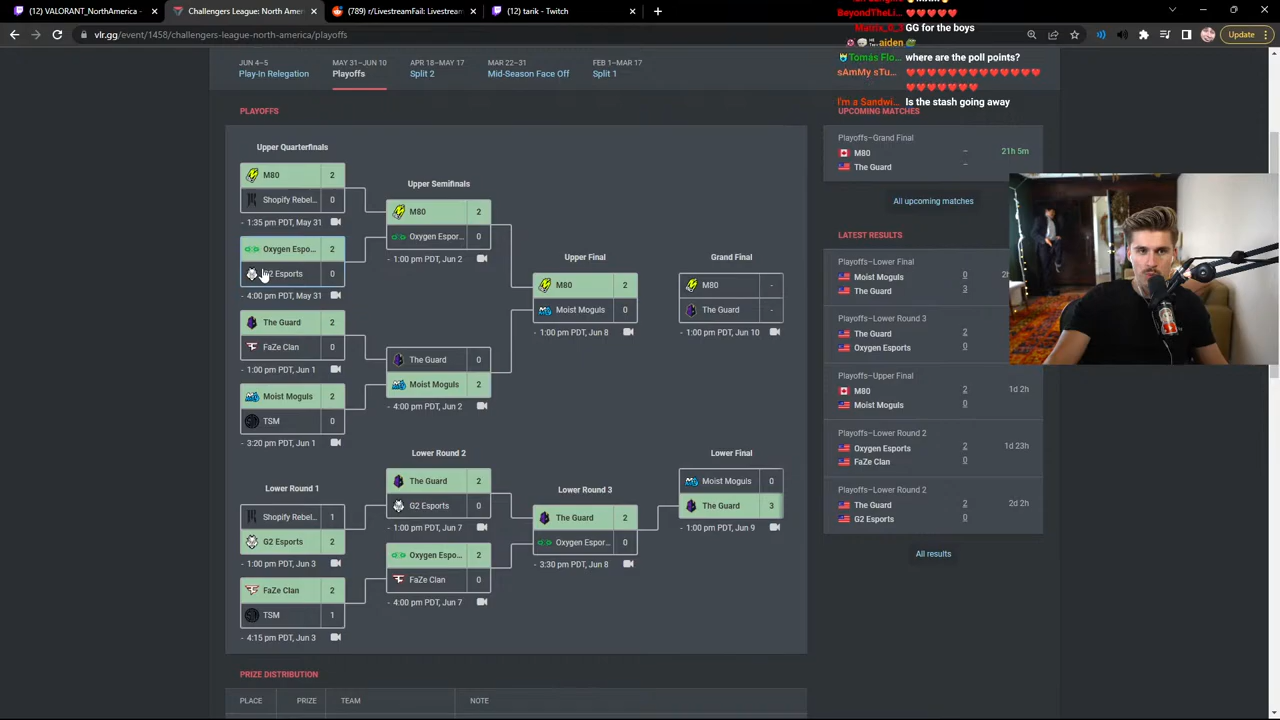 (12) VALORANT_NorthAmerica -
Challengers League: North Amer
(789) r/LivestreamFail: Livestream
(12) tarik - Twitch
vlr.gg/event/1458/challengers-league-north-america/playoffs
Update
BeyondTheLi...
Matrix_II_3 GG for the boys
aiden
Tomás Flo... where are the poll points?
sAmMy sTu...
I'm a Sandwi... Is the stash going away
JUNE 4–5
Play-In Relegation
MAY 31–JUN 10
Playoffs
APR 18–MAY 17
Split 2
MAR 22–31
Mid-Season Face Off
FEB 1–MAR 17
Split 1
PLAYOFFS
Upper Quarterfinals
M80 2
Shopify Rebel... 0
- 1:35 pm PDT, May 31
Oxygen Espo... 2
G2 Esports 0
- 4:00 pm PDT, May 31
The Guard 2
FaZe Clan 0
- 1:00 pm PDT, Jun 1
Moist Moguls 2
TSM 0
- 3:20 pm PDT, Jun 1
Upper Semifinals
M80 2
Oxygen Espor... 0
- 1:00 pm PDT, Jun 2
The Guard 0
Moist Moguls 2
- 4:00 pm PDT, Jun 2
Upper Final
M80 2
Moist Moguls 0
- 1:00 pm PDT, Jun 8
Grand Final
M80 -
The Guard -
- 1:00 pm PDT, Jun 10
Lower Round 1
Shopify Rebel... 1
G2 Esports 2
- 1:00 pm PDT, Jun 3
FaZe Clan 2
TSM 1
- 4:15 pm PDT, Jun 3
Lower Round 2
The Guard 2
G2 Esports 0
- 1:00 pm PDT, Jun 7
Oxygen Espo... 2
FaZe Clan 0
- 4:00 pm PDT, Jun 7
Lower Round 3
The Guard 2
Oxygen Espor... 0
- 3:30 pm PDT, Jun 8
Lower Final
Moist Moguls 0
The Guard 3
- 1:00 pm PDT, Jun 9
PRIZE DISTRIBUTION
PLACE PRIZE TEAM NOTE
UPCOMING MATCHES
Playoffs–Grand Final
M80 – 21h 5m
The Guard –
All upcoming matches
LATEST RESULTS
Playoffs–Lower Final
Moist Moguls 0
The Guard 3
Playoffs–Lower Round 3
The Guard 2
Oxygen Esports 0
Playoffs–Upper Final
M80 2 1d 2h
Moist Moguls 0
Playoffs–Lower Round 2
Oxygen Esports 2 1d 23h
FaZe Clan 0
Playoffs–Lower Round 2
The Guard 2 2d 2h
G2 Esports 0
All results